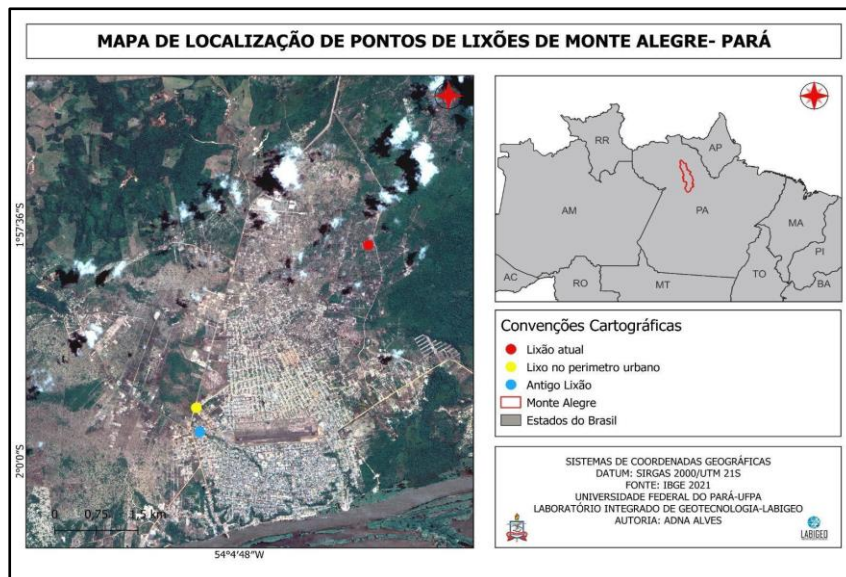 MAPA DE LOCALIZAÇÃO DE PONTOS DE LIXÕES DE MONTE ALEGRE- PARÁ
1°57'36"S
2°0'0"S
0 0,75 1,5 km
54°4'48"W
RR
AP
AM
PA
MA
PI
AC
RO
MT
TO
BA
Convenções Cartográficas
Lixão atual
Lixo no perimetro urbano
Antigo Lixão
Monte Alegre
Estados do Brasil
SISTEMAS DE COORDENADAS GEOGRÁFICAS
DATUM: SIRGAS 2000/UTM 21S
FONTE: IBGE 2021
UNIVERSIDADE FEDERAL DO PARÁ-UFPA
LABORATÓRIO INTEGRADO DE GEOTECNOLOGIA-LABIGEO
AUTORIA: ADNA ALVES
LABIGEO